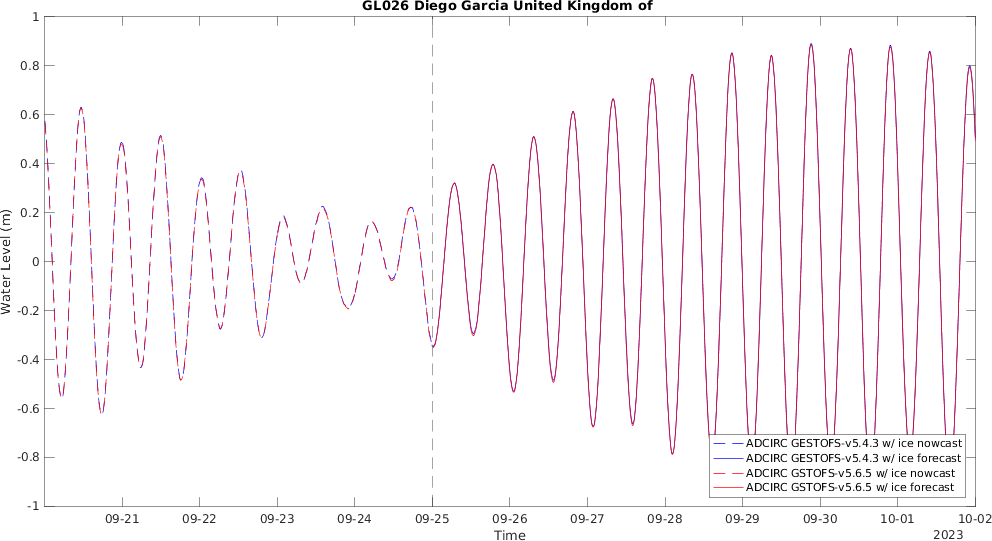 GL026 Diego Garcia United Kingdom of
1
0.8
0.6
0.4
0.2
0
-0.2
-0.4
-0.6
-0.8
-1
Water Level (m)
ADCIRC GESTOFS-v5.4.3 w/ ice nowcast
ADCIRC GESTOFS-v5.4.3 w/ ice forecast
ADCIRC GSTOFS-v5.6.5 w/ ice nowcast
ADCIRC GSTOFS-v5.6.5 w/ ice forecast
09-21 09-22 09-23 09-24 09-25 09-26 09-27 09-28 09-29 09-30 10-01 10-02
Time
2023